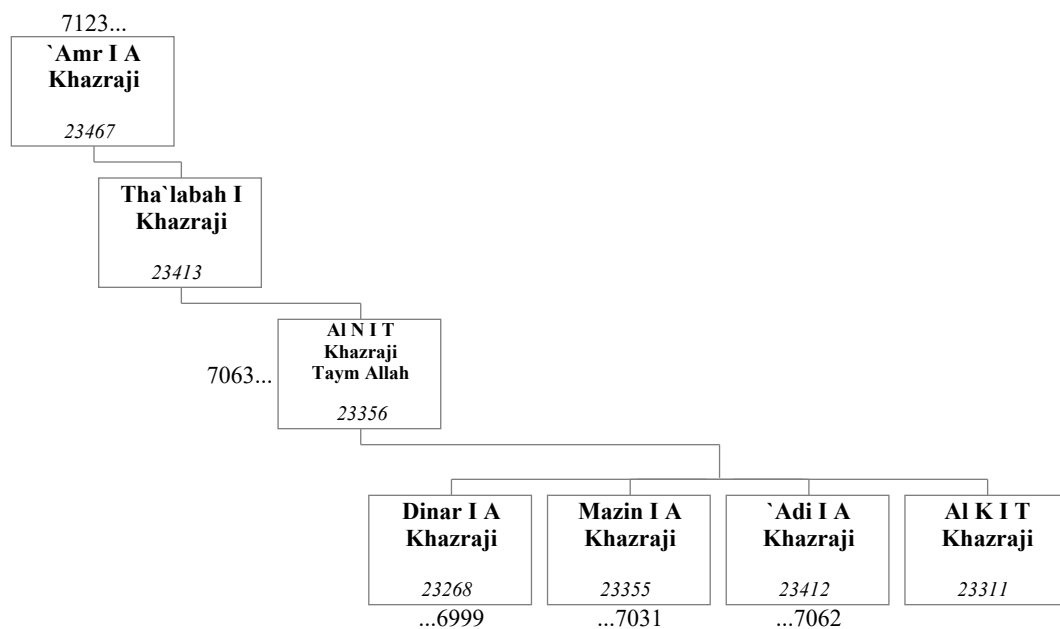 7123...
`Amr I A
Khazraji
23467
Tha`labah I
Khazraji
23413
Al N I T
Khazraji
Taym Allah
7063...
23356
Dinar I A
Khazraji
23268
...6999
Mazin I A
Khazraji
23355
...7031
`Adi I A
Khazraji
23412
...7062
Al K I T
Khazraji
23311